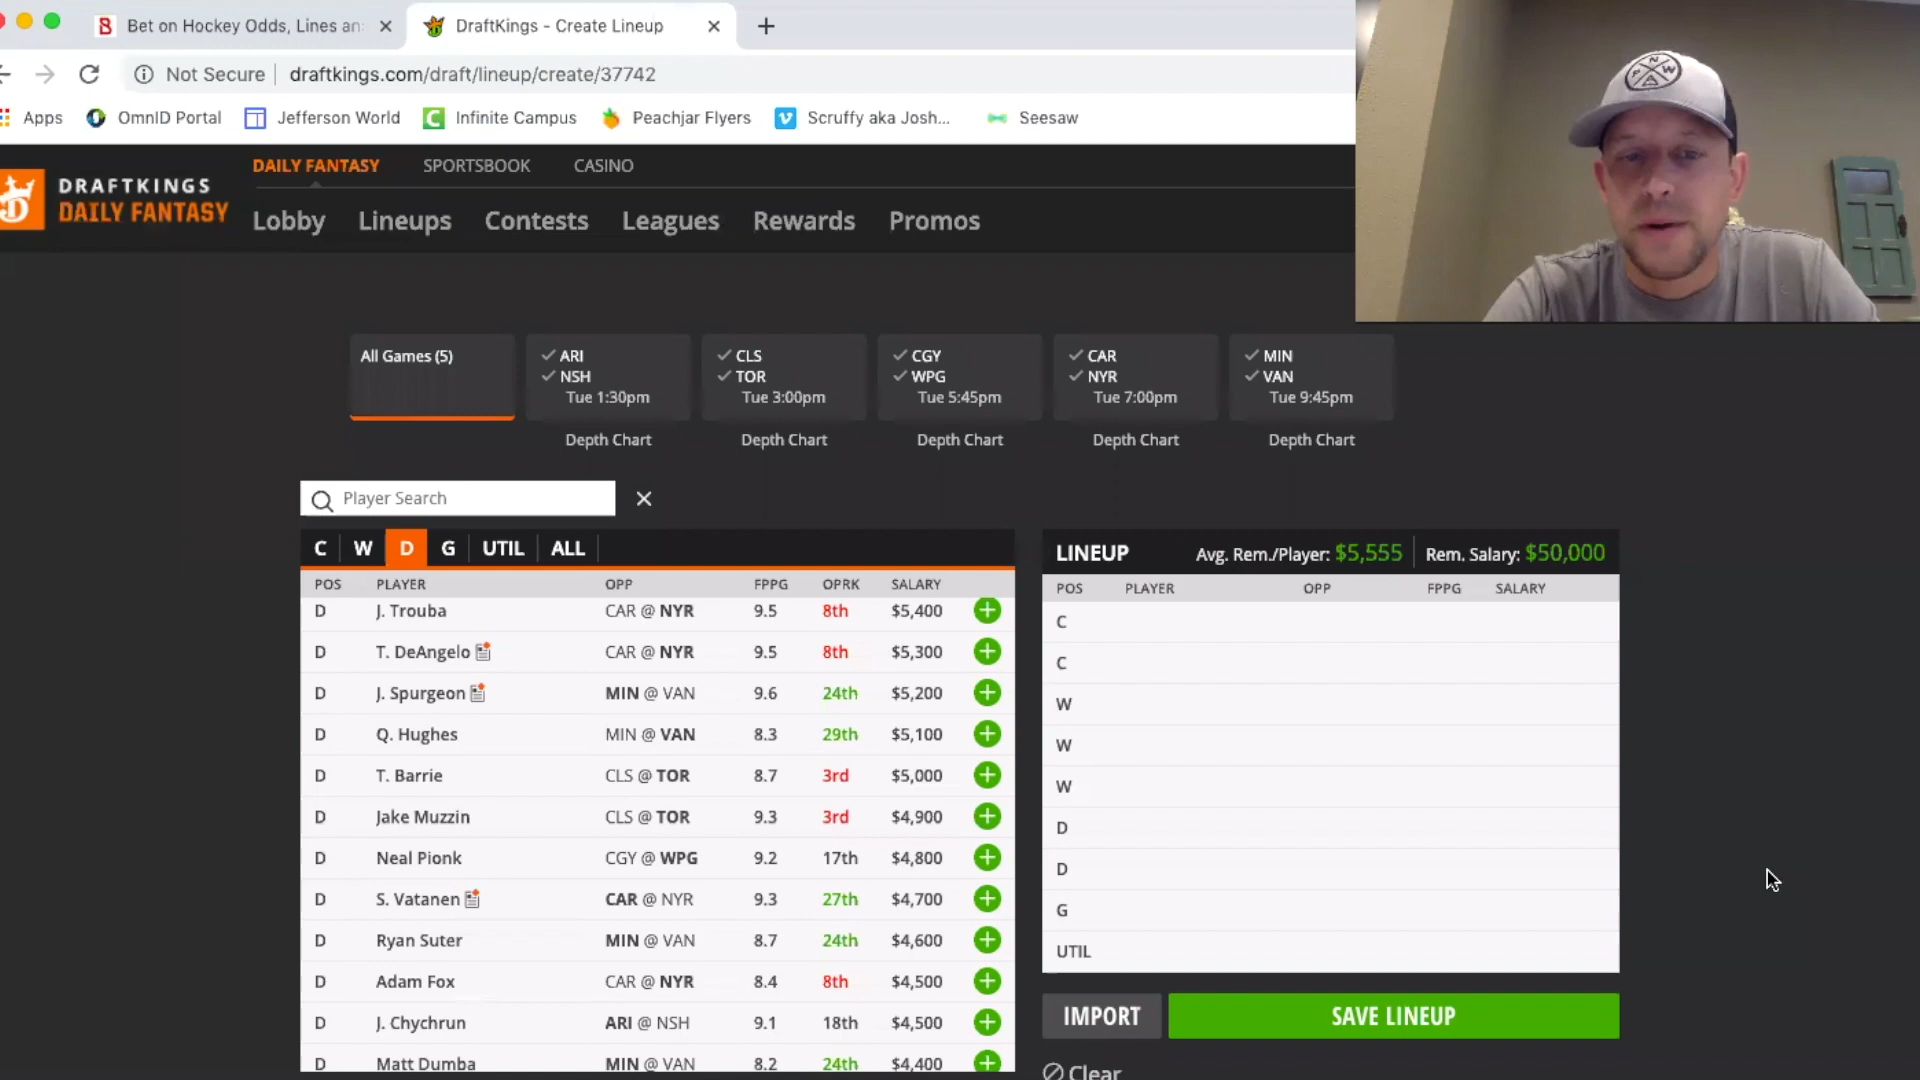 Bet on Hockey Odds, Lines an
DraftKings - Create Lineup
Not Secure draftkings.com/draft/lineup/create/37742
Apps OmnID Portal Jefferson World Infinite Campus Peachjar Flyers Scruffy aka Josh... Seesaw
DAILY FANTASY SPORTSBOOK CASINO
DRAFTKINGS
DAILY FANTASY
Lobby Lineups Contests Leagues Rewards Promos
All Games (5)
ARI
NSH
Tue 1:30pm
CLS
TOR
Tue 3:00pm
CGY
WPG
Tue 5:45pm
CAR
NYR
Tue 7:00pm
MIN
VAN
Tue 9:45pm
Depth Chart Depth Chart Depth Chart Depth Chart Depth Chart
Player Search
C W D G UTIL ALL
POS PLAYER OPP FPPG OPRK SALARY
D J. Trouba CAR @ NYR 9.5 8th $5,400
D T. DeAngelo CAR @ NYR 9.5 8th $5,300
D J. Spurgeon MIN @ VAN 9.6 24th $5,200
D Q. Hughes MIN @ VAN 8.3 29th $5,100
D T. Barrie CLS @ TOR 8.7 3rd $5,000
D Jake Muzzin CLS @ TOR 9.3 3rd $4,900
D Neal Pionk CGY @ WPG 9.2 17th $4,800
D S. Vatanen CAR @ NYR 9.3 27th $4,700
D Ryan Suter MIN @ VAN 8.7 24th $4,600
D Adam Fox CAR @ NYR 8.4 8th $4,500
D J. Chychrun ARI @ NSH 9.1 18th $4,500
D Matt Dumba MIN @ VAN 8.2 24th $4,400
LINEUP Avg. Rem./Player: $5,555 Rem. Salary: $50,000
POS PLAYER OPP FPPG SALARY
C
C
W
W
W
D
D
G
UTIL
IMPORT SAVE LINEUP
Clear
P N W A